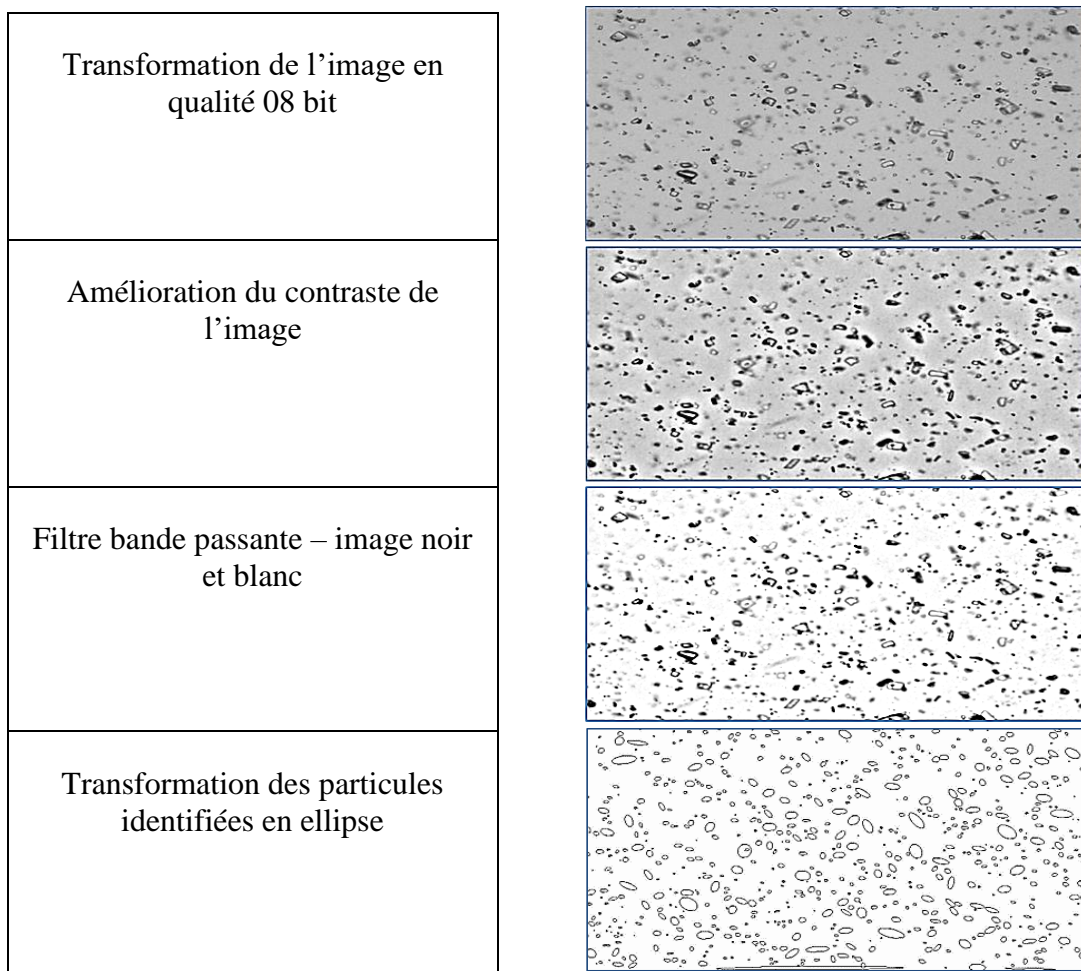 Transformation de l’image en
qualité 08 bit
Amélioration du contraste de
l’image
Filtre bande passante – image noir
et blanc
Transformation des particules
identifiées en ellipse